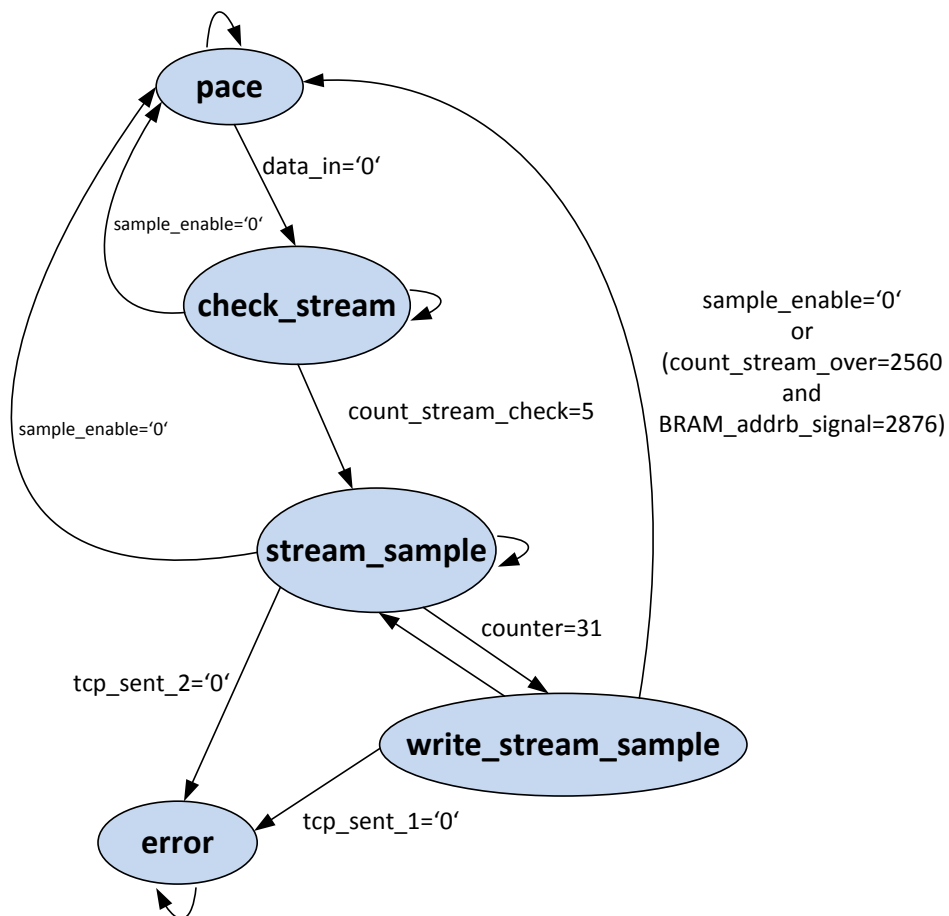 pace
data_in=‘0‘
sample_enable=‘0‘
check_stream
sample_enable=‘0‘
or
(count_stream_over=2560
and
BRAM_addrb_signal=2876)
count_stream_check=5
sample_enable=‘0‘
stream_sample
counter=31
tcp_sent_2=‘0‘
write_stream_sample
tcp_sent_1=‘0‘
error